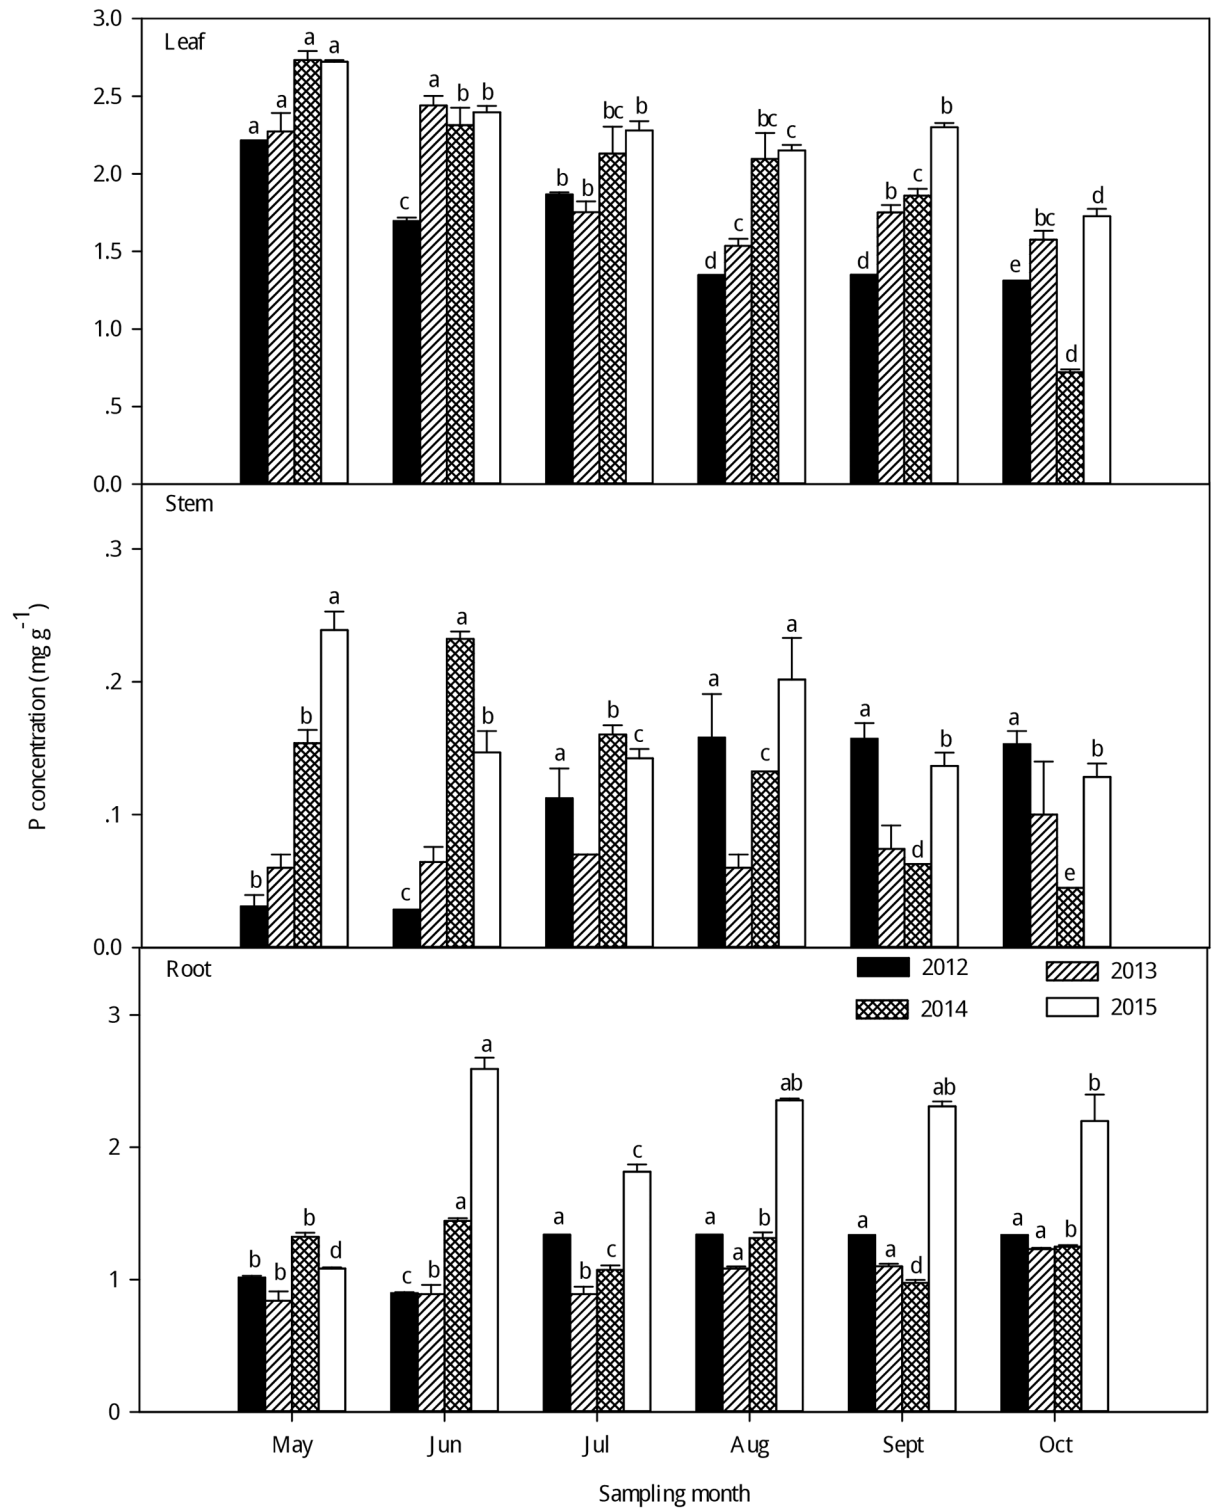 3.0
Leaf
a a
2.5
a a
a b b
bc b
bc c
b
2.0
c
b b
c
b c
d
1.5
d
d
e bc
1.0
d
.5
0.0
Stem
.3
a
a
b
b
.2
a
b c
a
c
a
a
b
a
b
.1
b
c
d
e
0.0
P concentration (mg g-1)
Root
2012 2013
2014 2015
3
a
ab
ab
b
2
c
b b b d
c b a
a b c
a a b
a a d
a a b
1
0
May Jun Jul Aug Sept Oct
Sampling month